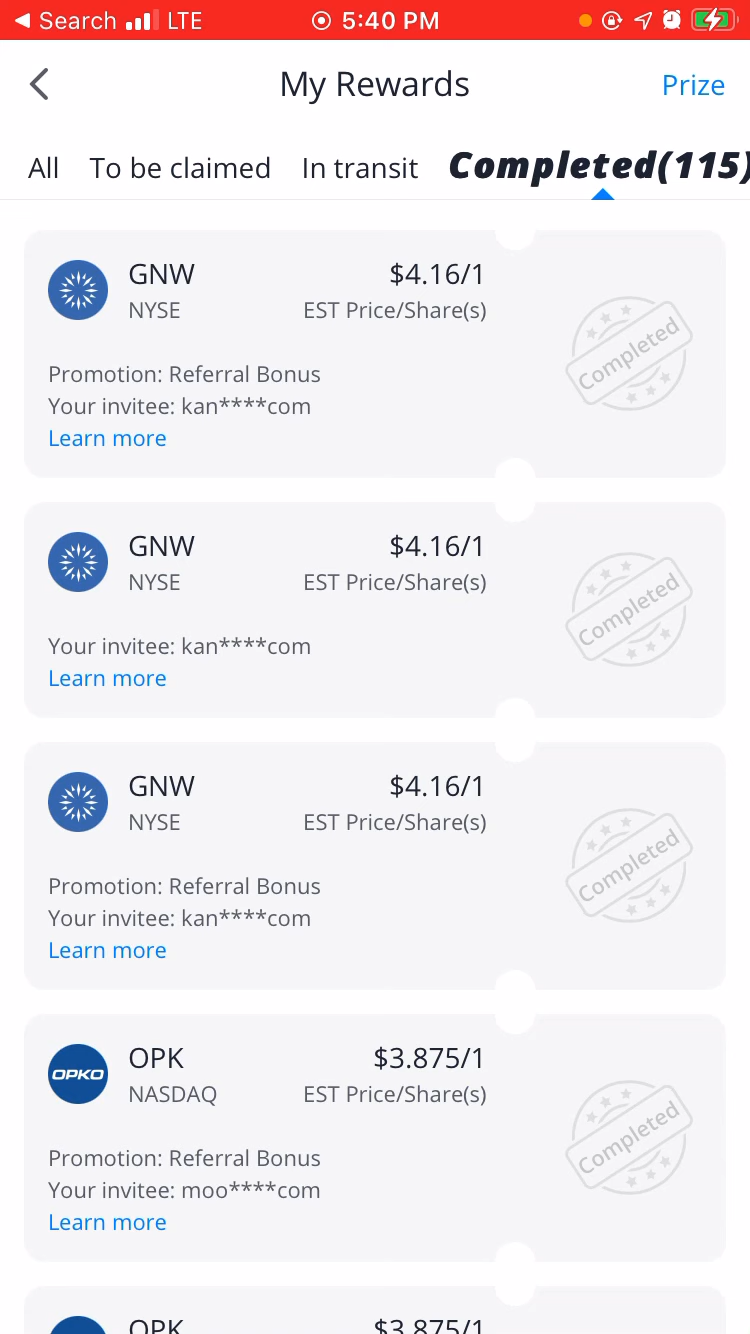 Search LTE 5:40 PM
My Rewards Prize
All To be claimed In transit Completed(115)
GNW $4.16/1
NYSE EST Price/Share(s)
Completed
Promotion: Referral Bonus
Your invitee: kan****com
Learn more
GNW $4.16/1
NYSE EST Price/Share(s)
Completed
Your invitee: kan****com
Learn more
GNW $4.16/1
NYSE EST Price/Share(s)
Completed
Promotion: Referral Bonus
Your invitee: kan****com
Learn more
OPKO OPK $3.875/1
NASDAQ EST Price/Share(s)
Completed
Promotion: Referral Bonus
Your invitee: moo****com
Learn more
OPK $3.875/1